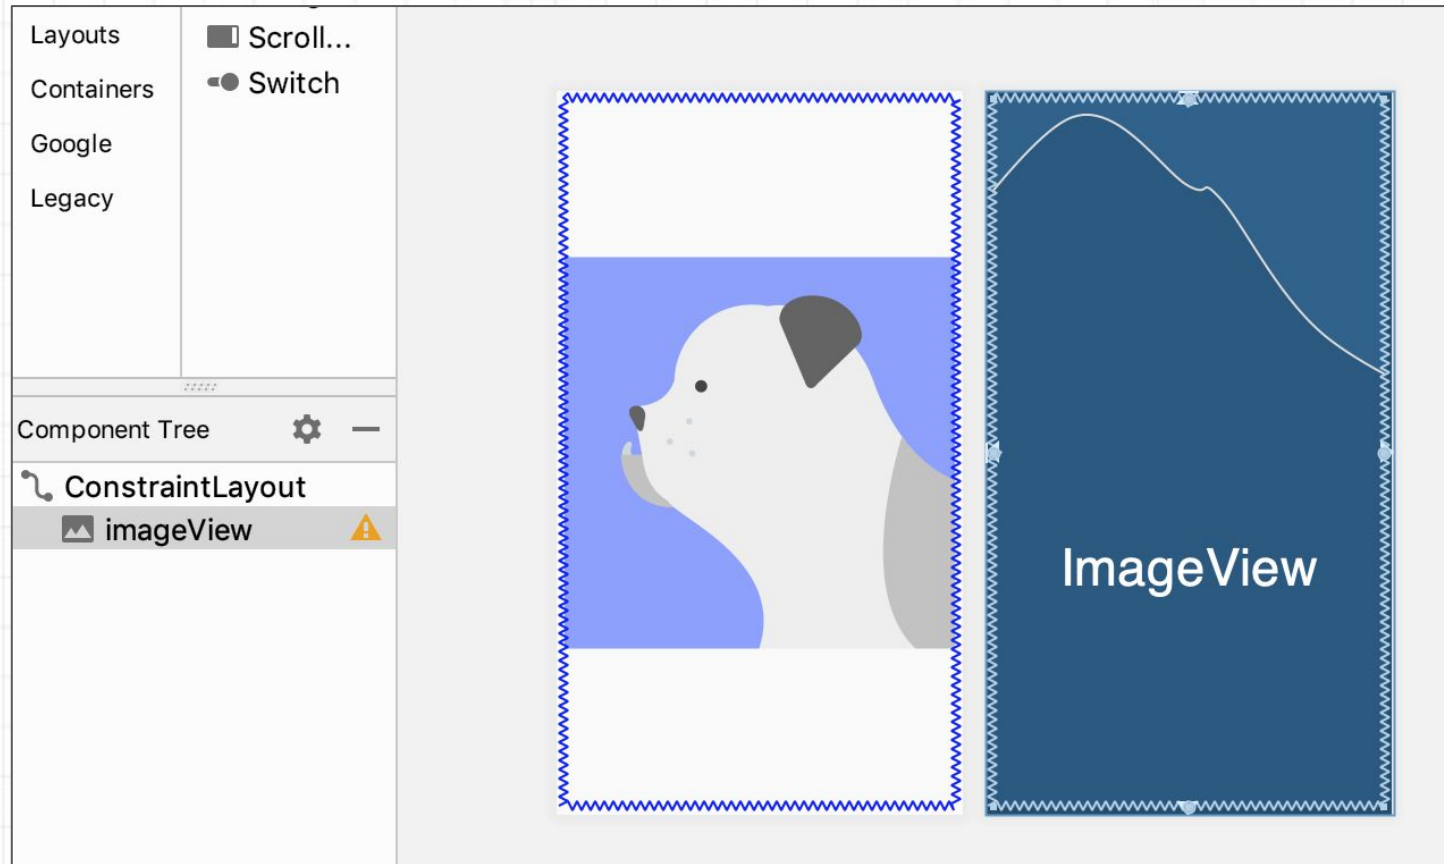 Layouts
Containers
Google
Legacy
Scroll...
Switch
Component Tree
ConstraintLayout
imageView
ImageView